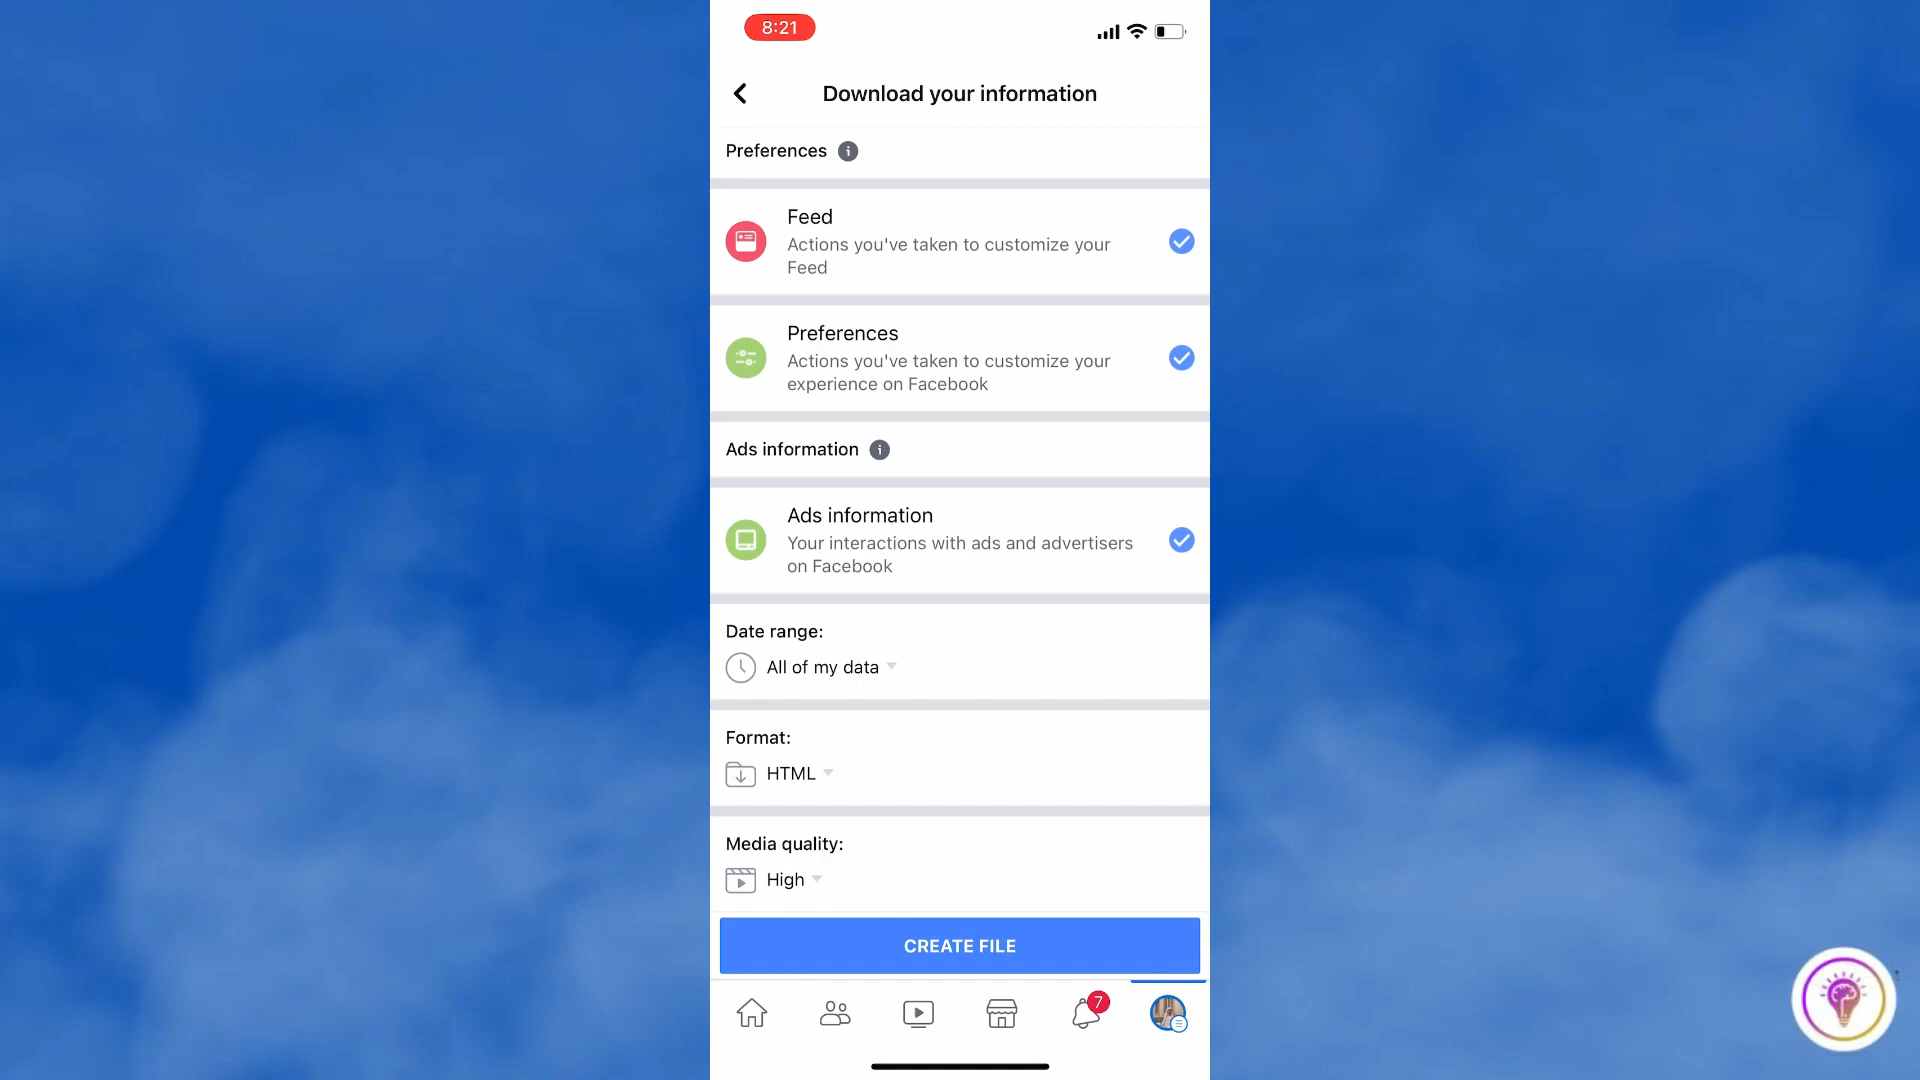 8:21
Download your information
Preferences
Feed
Actions you've taken to customize your
Feed
Preferences
Actions you've taken to customize your
experience on Facebook
Ads information
Ads information
Your interactions with ads and advertisers
on Facebook
Date range:
All of my data
Format:
HTML
Media quality:
High
CREATE FILE
7